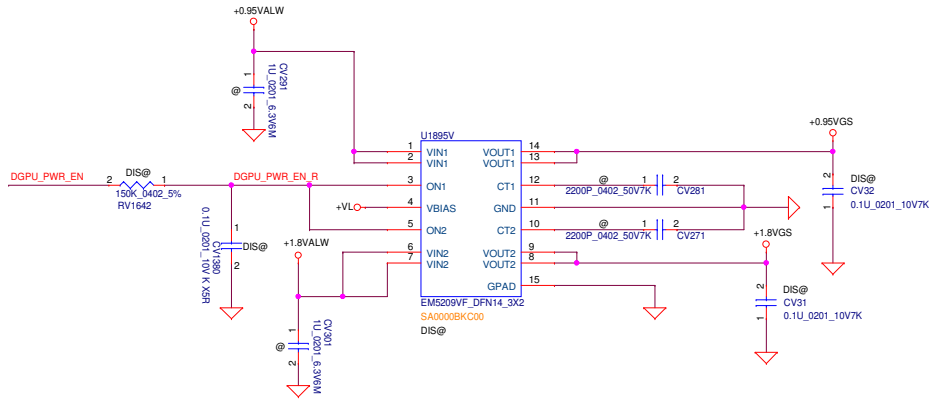 +0.95VALW
1
@
2
CV291
1U_0201_6.3V6M
U1895V
1 VIN1 VOUT1 14
2 VIN1 VOUT1 13
+0.95VGS
DGPU_PWR_EN 2 DIS@ 1 DGPU_PWR_EN_R
150K_0402_5%
RV1642
3 ON1 CT1 12
@
1 2
2200P_0402_50V7K CV281
2 DIS@
CV32
1 0.1U_0201_10V7K
+VL 4 VBIAS GND 11
5 ON2 CT2 10
@
1 2
2200P_0402_50V7K CV271
1
DIS@
2
CV1380
0.1U_0201_10V K X5R
+1.8VALW
6 VIN2 VOUT2 9
7 VIN2 VOUT2 8
+1.8VGS
GPAD 15
EM5209VF_DFN14_3X2
SA0000BKC00
DIS@
2 DIS@
CV31
1 0.1U_0201_10V7K
1
@
2
CV301
1U_0201_6.3V6M